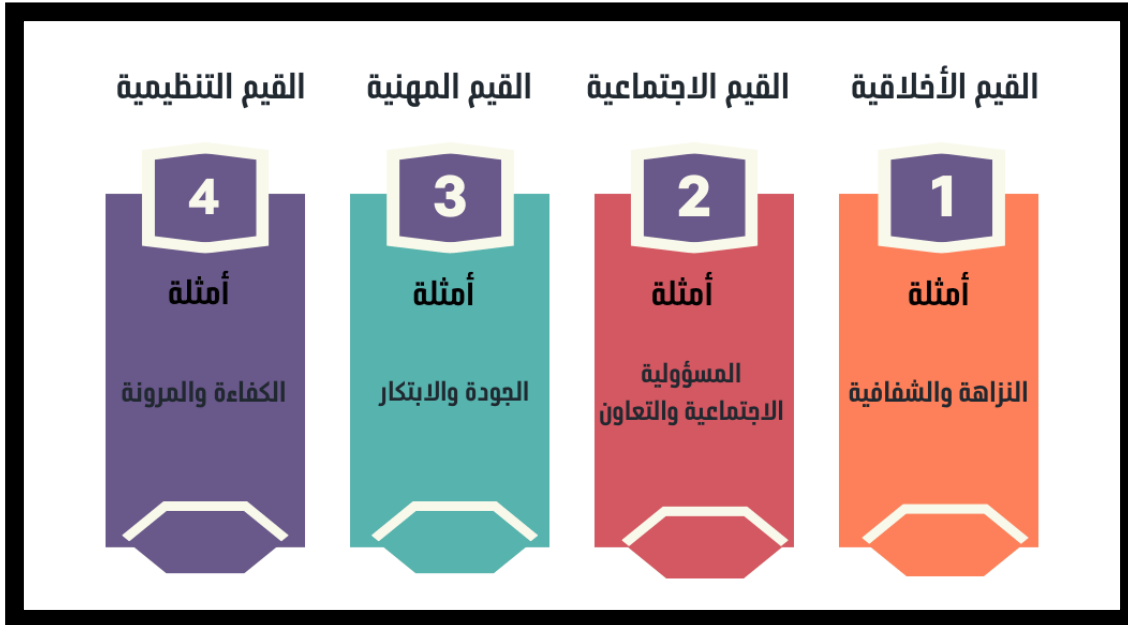 القيم الأخلاقية
1
أمثلة
النزاهة والشفافية
القيم الاجتماعية
2
أمثلة
المسؤولية
الاجتماعية والتعاون
القيم المهنية
3
أمثلة
الجودة والابتكار
القيم التنظيمية
4
أمثلة
الكفاءة والمرونة